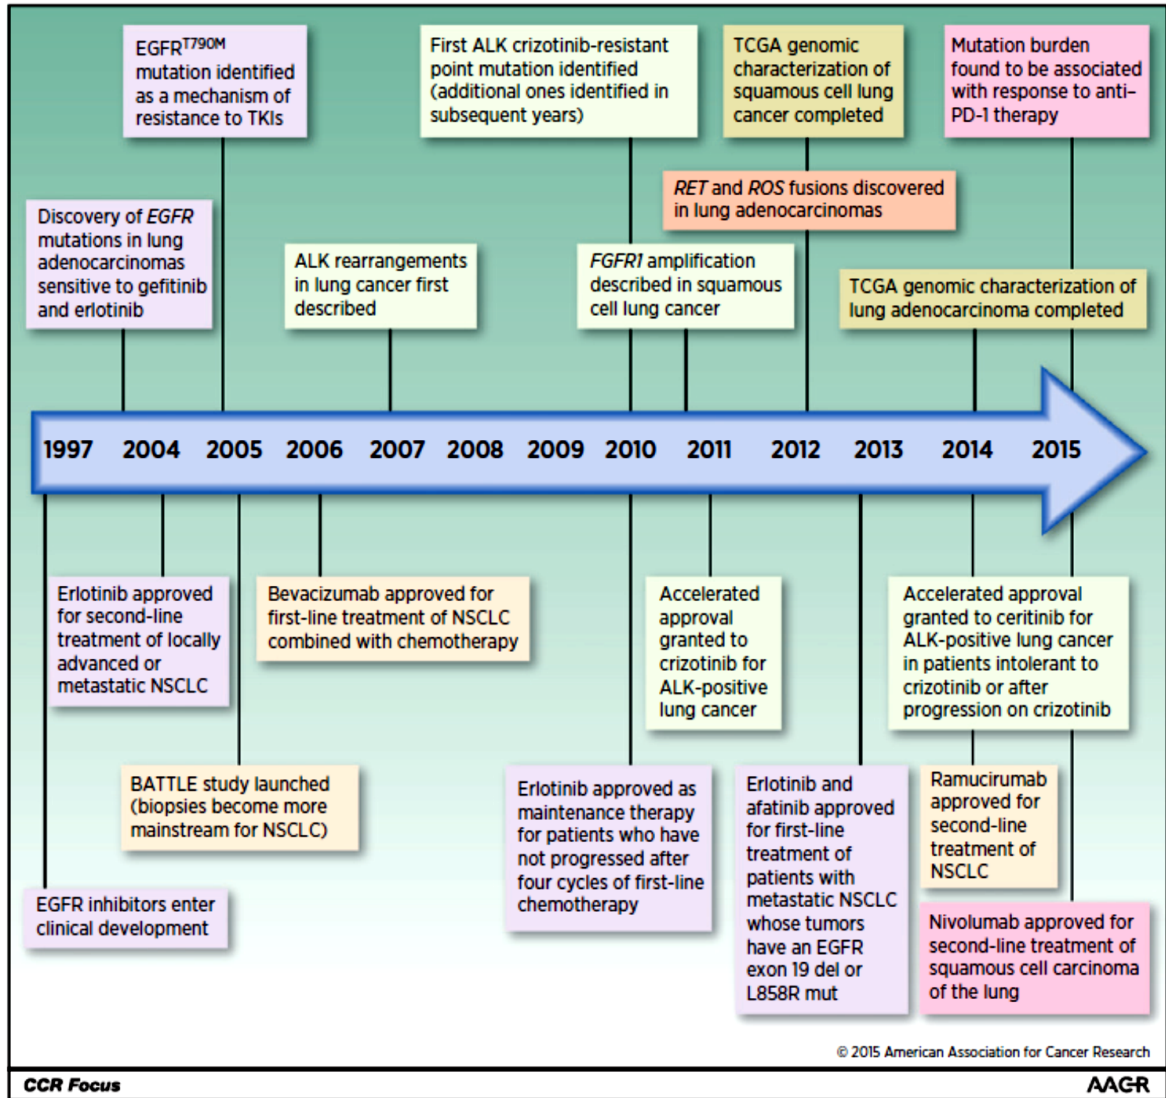 EGFRT790M
mutation identified
as a mechanism of
resistance to TKIs
First ALK crizotinib-resistant
point mutation identified
(additional ones identified in
subsequent years)
TCGA genomic
characterization of
squamous cell lung
cancer completed
Mutation burden
found to be associated
with response to anti–
PD-1 therapy
RET and ROS fusions discovered
in lung adenocarcinomas
Discovery of EGFR
mutations in lung
adenocarcinomas
sensitive to gefitinib
and erlotinib
ALK rearrangements
in lung cancer first
described
FGFR1 amplification
described in squamous
cell lung cancer
TCGA genomic characterization of
lung adenocarcinoma completed
1997 2004 2005 2006 2007 2008 2009 2010 2011 2012 2013 2014 2015
Erlotinib approved
for second-line
treatment of locally
advanced or
metastatic NSCLC
Bevacizumab approved for
first-line treatment of NSCLC
combined with chemotherapy
Accelerated
approval
granted to
crizotinib for
ALK-positive
lung cancer
Accelerated approval
granted to ceritinib for
ALK-positive lung cancer
in patients intolerant to
crizotinib or after
progression on crizotinib
BATTLE study launched
(biopsies become more
mainstream for NSCLC)
Erlotinib approved as
maintenance therapy
for patients who have
not progressed after
four cycles of first-line
chemotherapy
Erlotinib and
afatinib approved
for first-line
treatment of
patients with
metastatic NSCLC
whose tumors
have an EGFR
exon 19 del or
L858R mut
Ramucirumab
approved for
second-line
treatment of
NSCLC
EGFR inhibitors enter
clinical development
Nivolumab approved for
second-line treatment of
squamous cell carcinoma
of the lung
© 2015 American Association for Cancer Research
CCR Focus
AACR